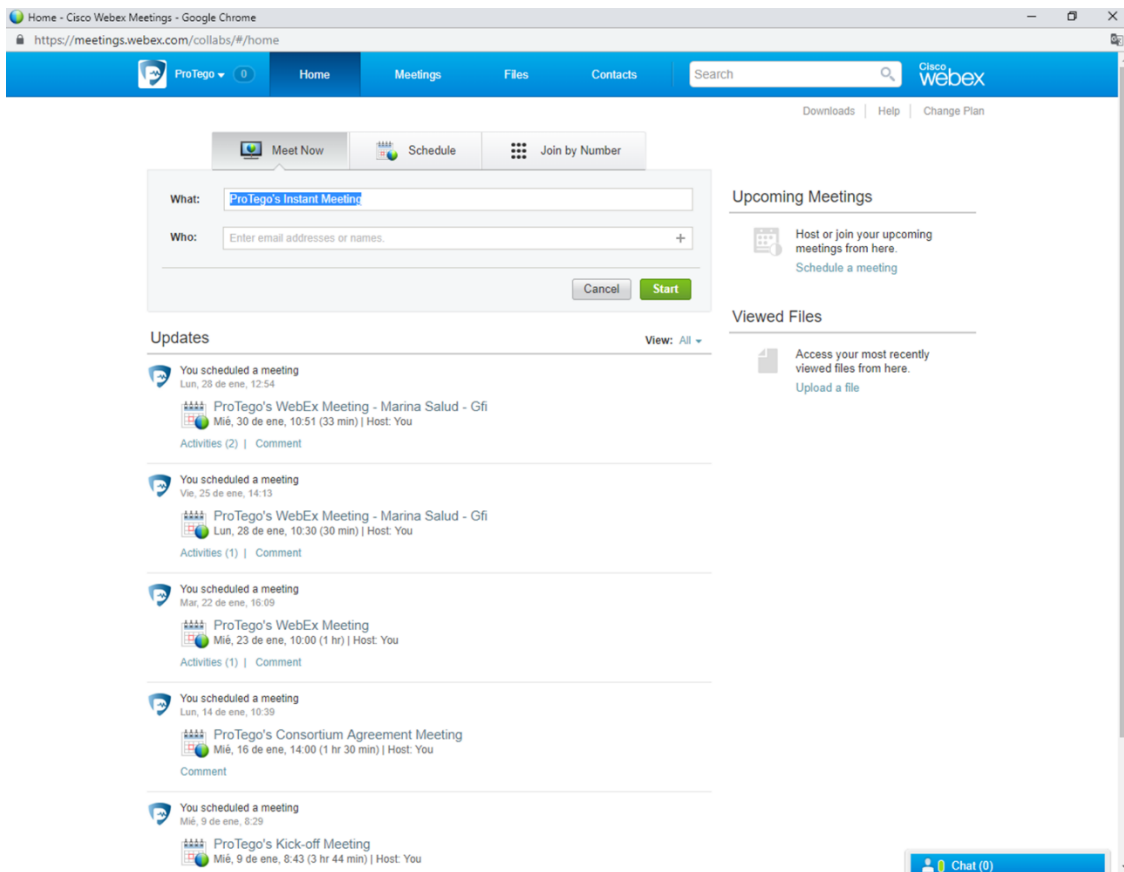 Home - Cisco Webex Meetings - Google Chrome
https://meetings.webex.com/collabs/#/home
ProTego 0 Home Meetings Files Contacts Search Cisco webex
Downloads | Help | Change Plan
Meet Now Schedule Join by Number
What: ProTego's Instant Meeting
Who: Enter email addresses or names. +
Cancel Start
Upcoming Meetings
Host or join your upcoming
meetings from here.
Schedule a meeting
Viewed Files
Access your most recently
viewed files from here.
Upload a file
Updates View: All
You scheduled a meeting
Lun, 28 de ene, 12:54
ProTego's WebEx Meeting - Marina Salud - Gfi
Mié, 30 de ene, 10:51 (33 min) | Host: You
Activities (2) | Comment
You scheduled a meeting
Vie, 25 de ene, 14:13
ProTego's WebEx Meeting - Marina Salud - Gfi
Lun, 28 de ene, 10:30 (30 min) | Host: You
Activities (1) | Comment
You scheduled a meeting
Mar, 22 de ene, 16:09
ProTego's WebEx Meeting
Mié, 23 de ene, 10:00 (1 hr) | Host: You
Activities (1) | Comment
You scheduled a meeting
Lun, 14 de ene, 10:39
ProTego's Consortium Agreement Meeting
Mié, 16 de ene, 14:00 (1 hr 30 min) | Host: You
Comment
You scheduled a meeting
Mié, 9 de ene, 8:29
ProTego's Kick-off Meeting
Mié, 9 de ene, 8:43 (3 hr 44 min) | Host: You
Chat (0)